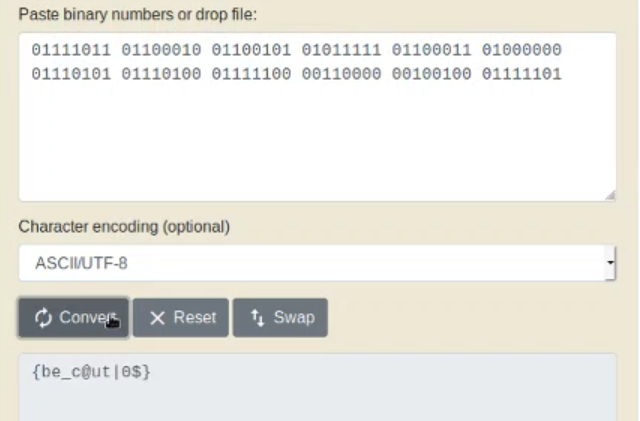 Paste binary numbers or drop file:
01111011 01100010 01100101 01011111 01100011 01000000
01110101 01110100 01111100 00110000 00100100 01111101
Character encoding (optional)
ASCII/UTF-8
Convert Reset Swap
{be_c@ut|0$}